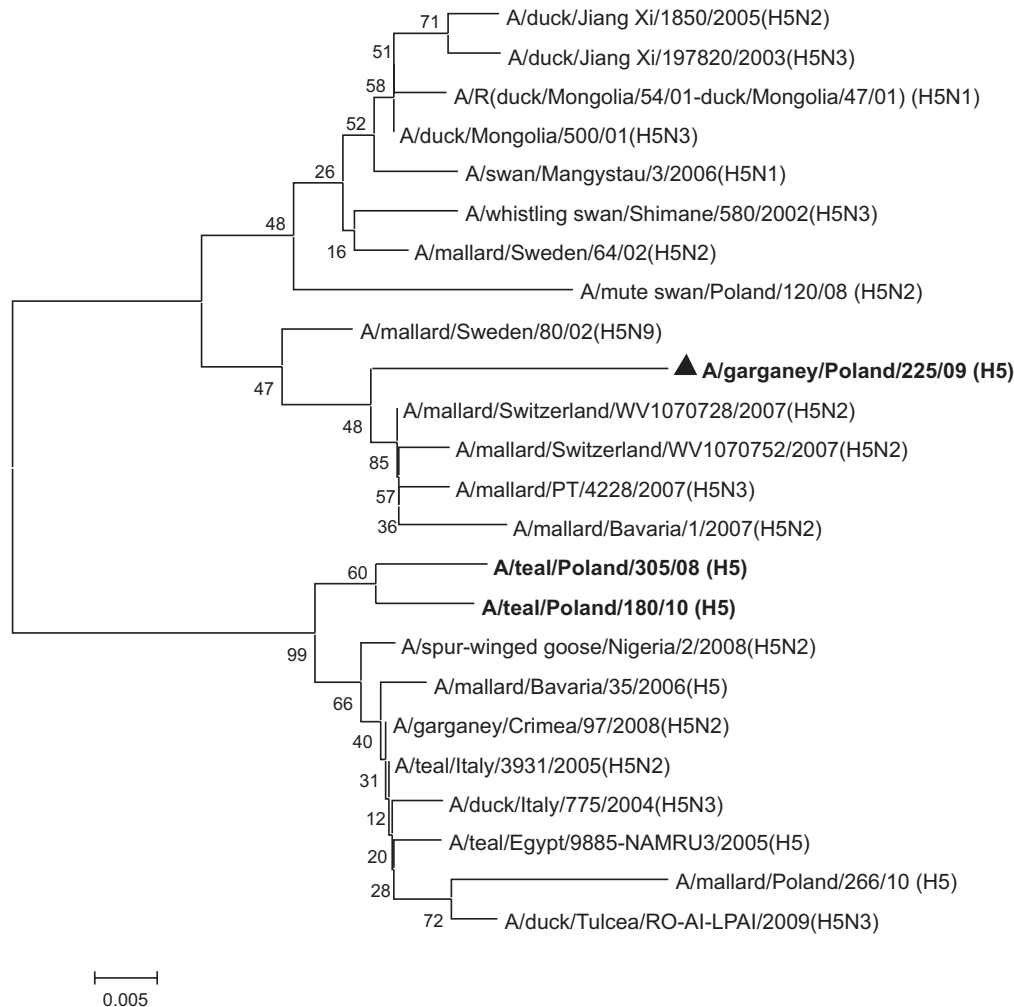 71
A/duck/Jiang Xi/1850/2005(H5N2)
51
A/duck/Jiang Xi/197820/2003(H5N3)
58
A/R(duck/Mongolia/54/01-duck/Mongolia/47/01) (H5N1)
52
A/duck/Mongolia/500/01(H5N3)
26
A/swan/Mangystau/3/2006(H5N1)
48
A/whistling swan/Shimane/580/2002(H5N3)
16
A/mallard/Sweden/64/02(H5N2)
A/mute swan/Poland/120/08 (H5N2)
A/mallard/Sweden/80/02(H5N9)
47
A/garganey/Poland/225/09 (H5)
48
A/mallard/Switzerland/WV1070728/2007(H5N2)
85
A/mallard/Switzerland/WV1070752/2007(H5N2)
57
A/mallard/PT/4228/2007(H5N3)
36
A/mallard/Bavaria/1/2007(H5N2)
60
A/teal/Poland/305/08 (H5)
A/teal/Poland/180/10 (H5)
99
A/spur-winged goose/Nigeria/2/2008(H5N2)
66
A/mallard/Bavaria/35/2006(H5)
40
A/garganey/Crimea/97/2008(H5N2)
31
A/teal/Italy/3931/2005(H5N2)
12
A/duck/Italy/775/2004(H5N3)
20
A/teal/Egypt/9885-NAMRU3/2005(H5)
28
A/mallard/Poland/266/10 (H5)
72
A/duck/Tulcea/RO-AI-LPAI/2009(H5N3)
0.005